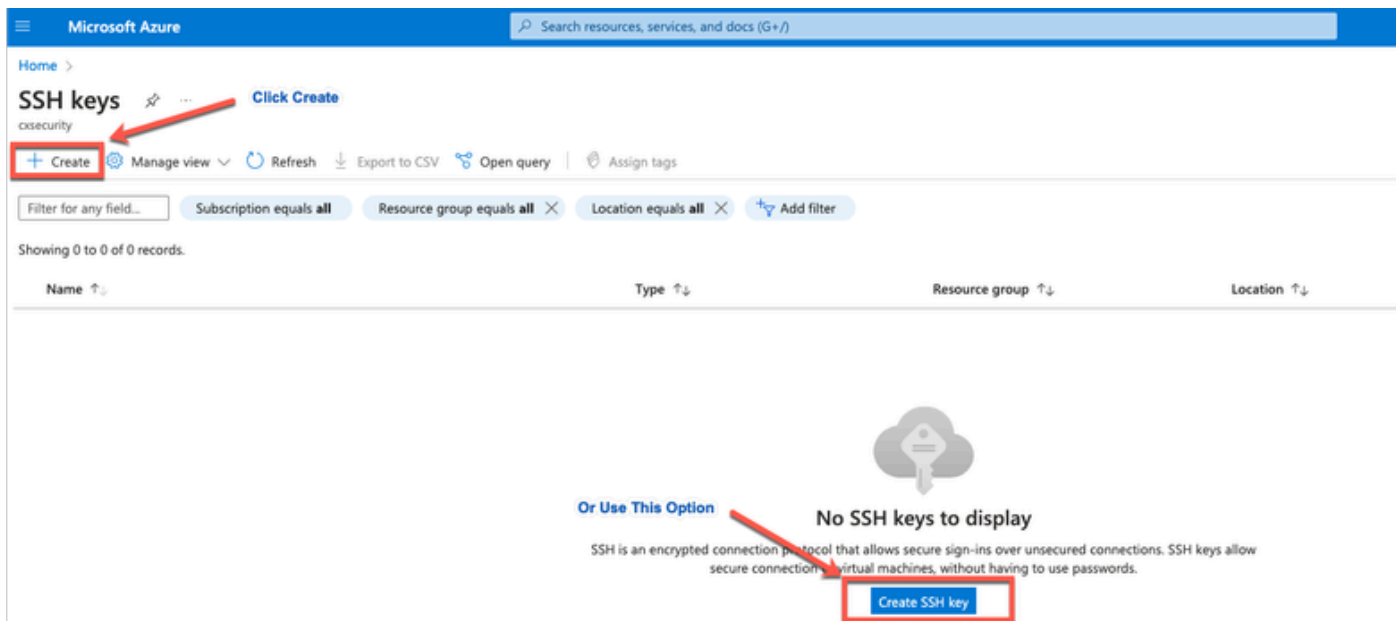 Microsoft Azure
Search resources, services, and docs (G+/)
Home >
SSH keys ...
Click Create
cxsecurity
+ Create Manage view Refresh Export to CSV Open query Assign tags
Filter for any field... Subscription equals all Resource group equals all Location equals all Add filter
Showing 0 to 0 of 0 records.
Name Type Resource group Location
Or Use This Option
No SSH keys to display
SSH is an encrypted connection protocol that allows secure sign-ins over unsecured connections. SSH keys allow
secure connection virtual machines, without having to use passwords.
Create SSH key